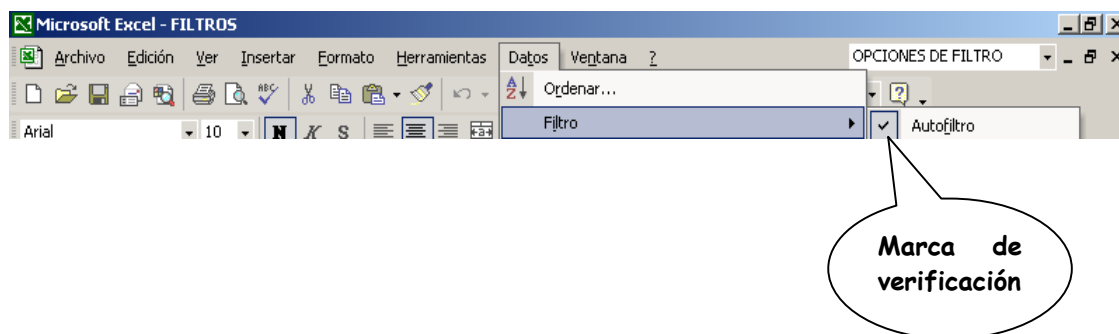 Microsoft Excel - FILTROS
Archivo Edición Ver Insertar Formato Herramientas Datos Ventana ? OPCIONES DE FILTRO
Ordenar...
Arial 10 N K S Filtro Autofiltro
Marca de
verificación